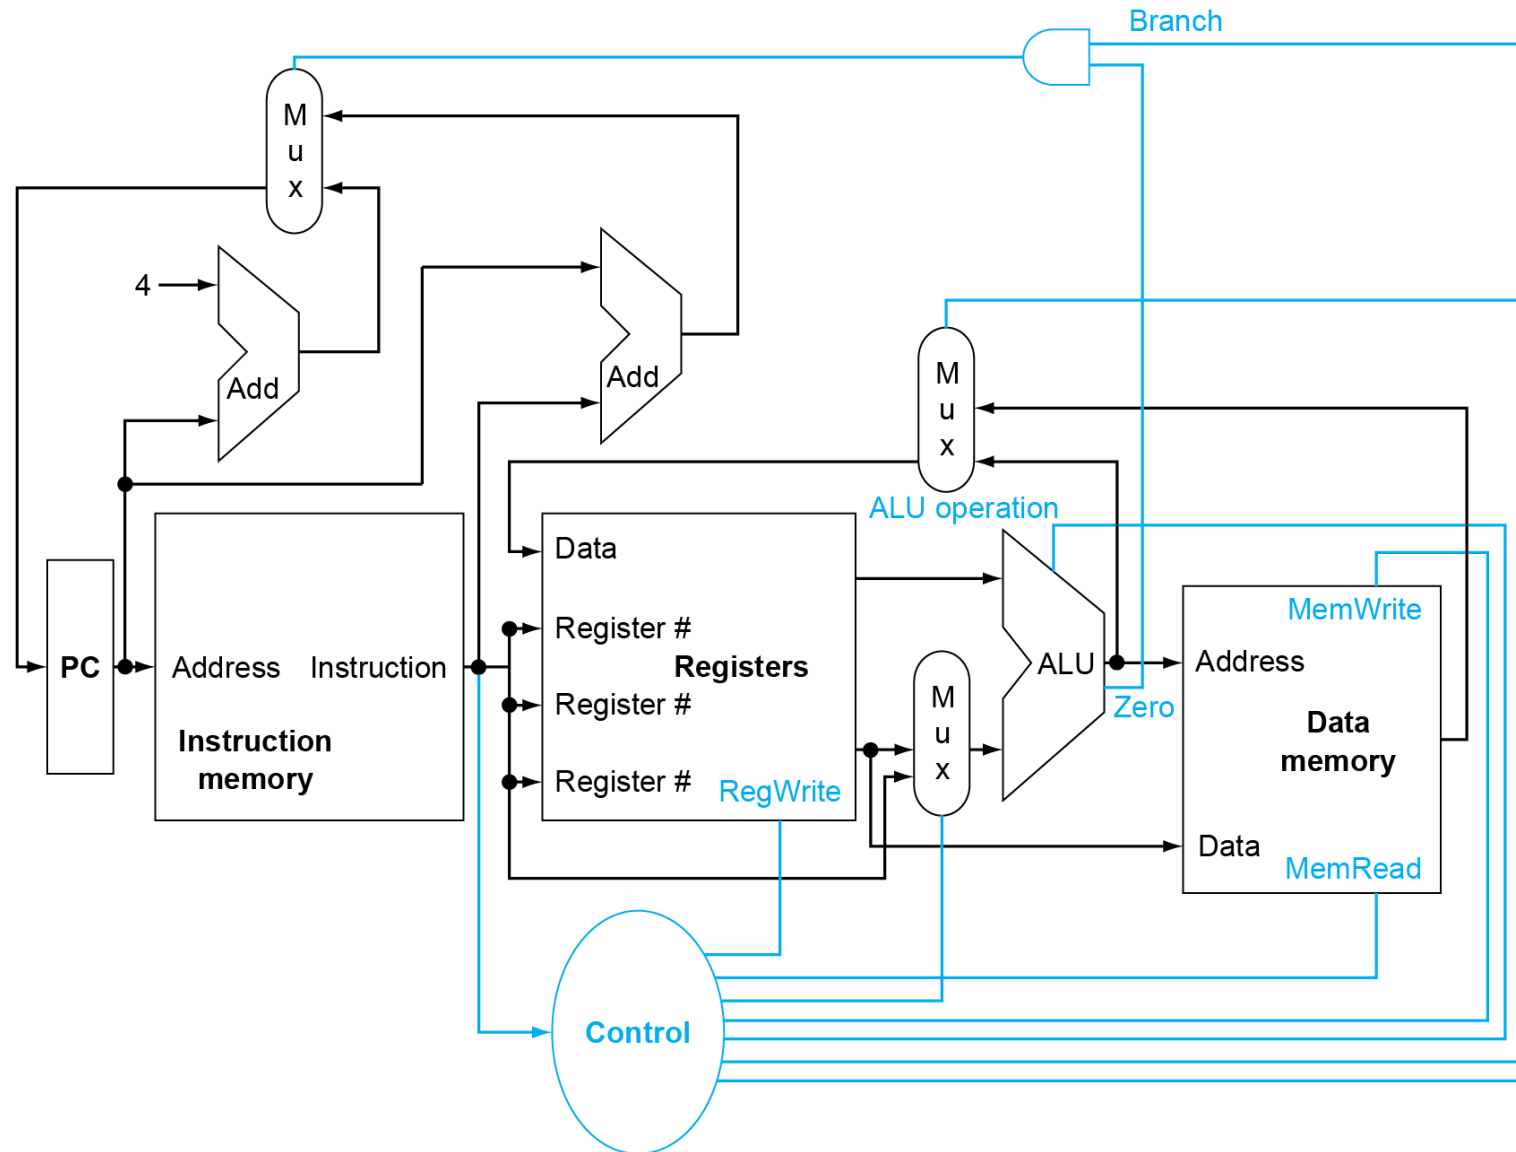 Branch
M
u
x
4
Add
Add
M
u
x
ALU operation
Data
Register #
Register #
Register #
Registers
RegWrite
PC
Address
Instruction
Instruction
memory
M
u
x
ALU
Zero
MemWrite
Address
Data
memory
Data
MemRead
Control